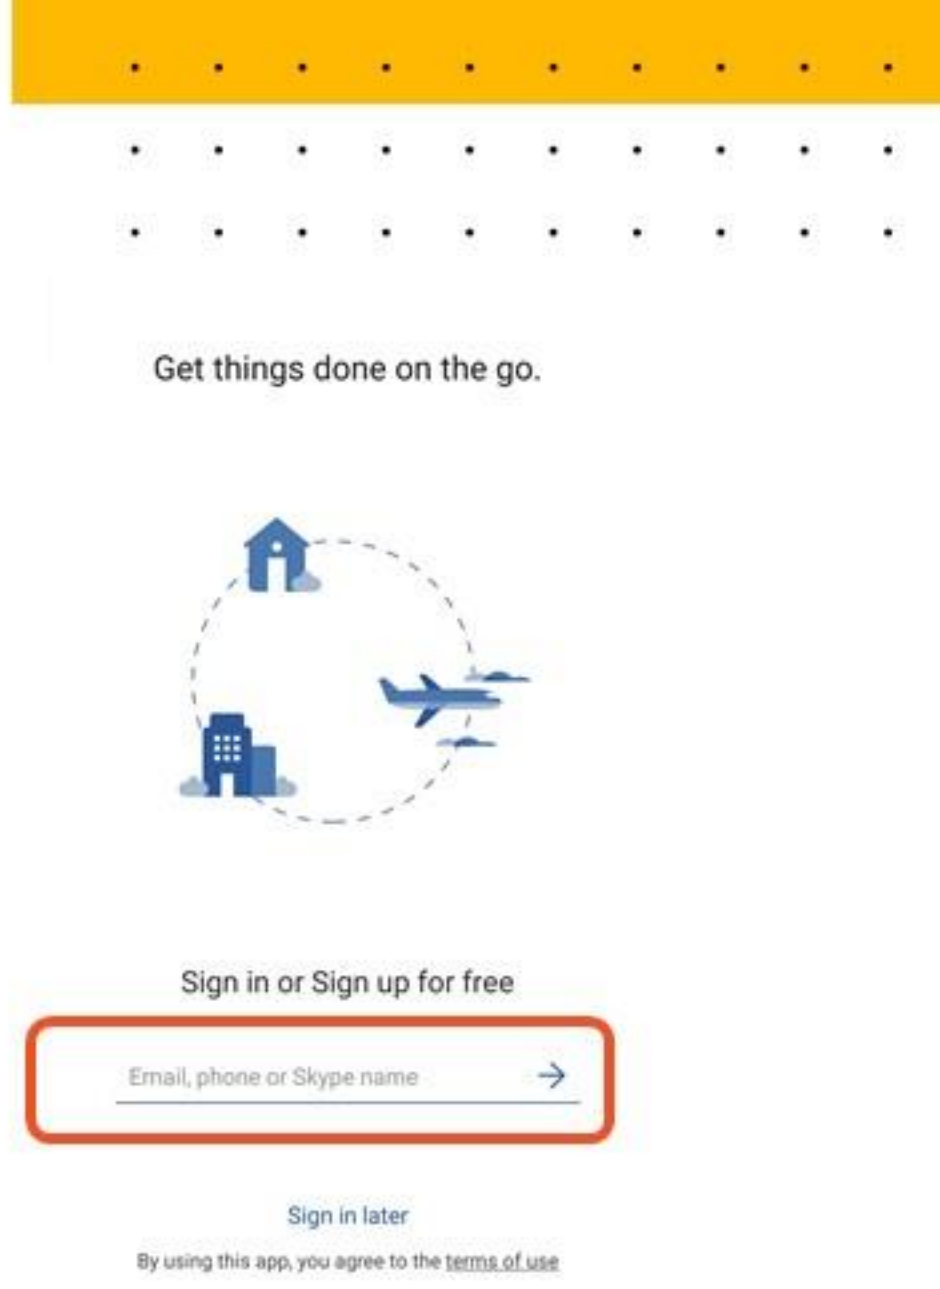 Get things done on the go.
Sign in or Sign up for free
Email, phone or Skype name
Sign in later
By using this app, you agree to the terms of use